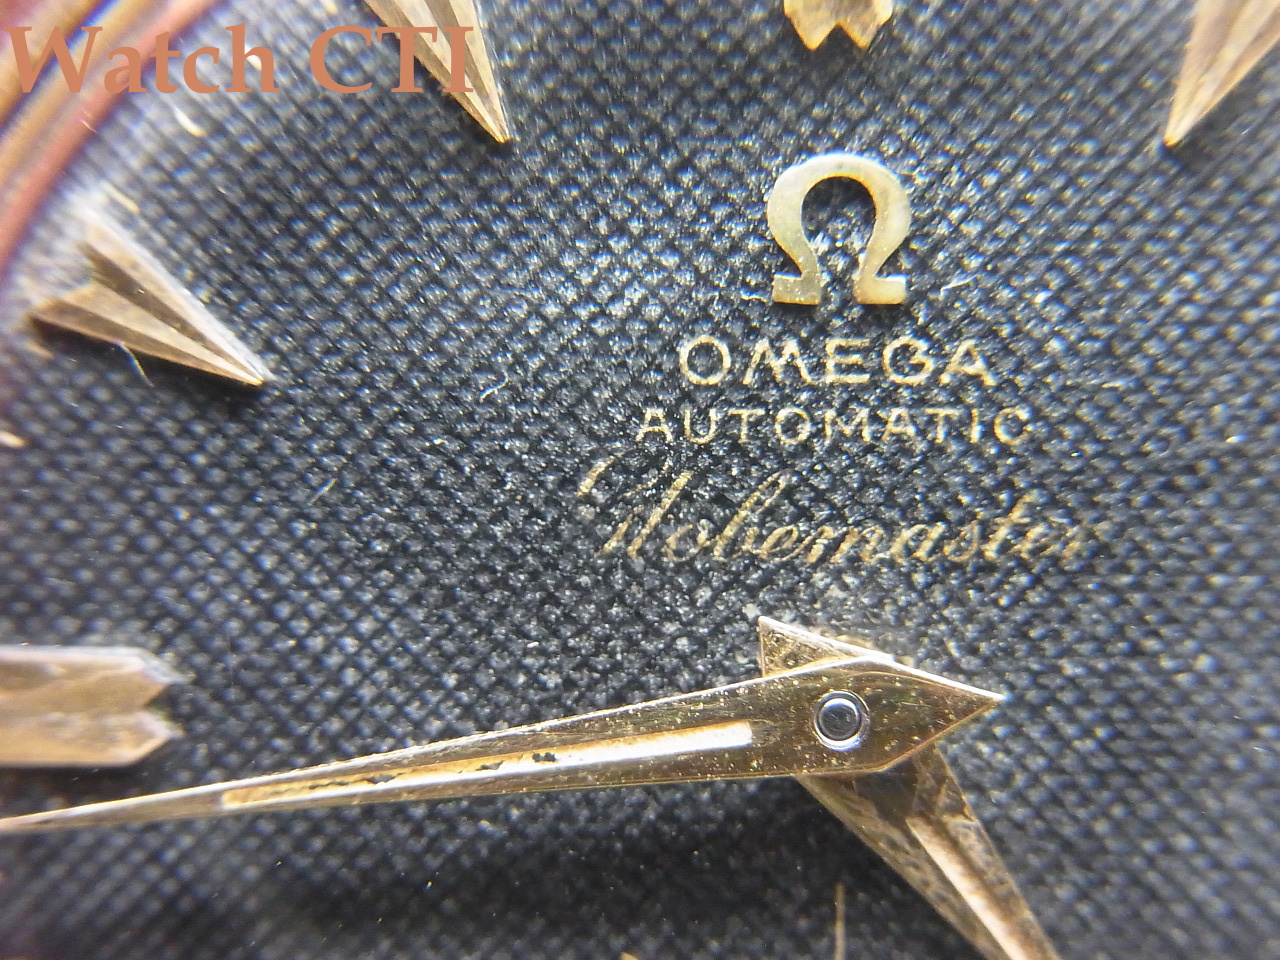 Watch CTI
Ω
OMEGA
AUTOMATIC
Globemaster